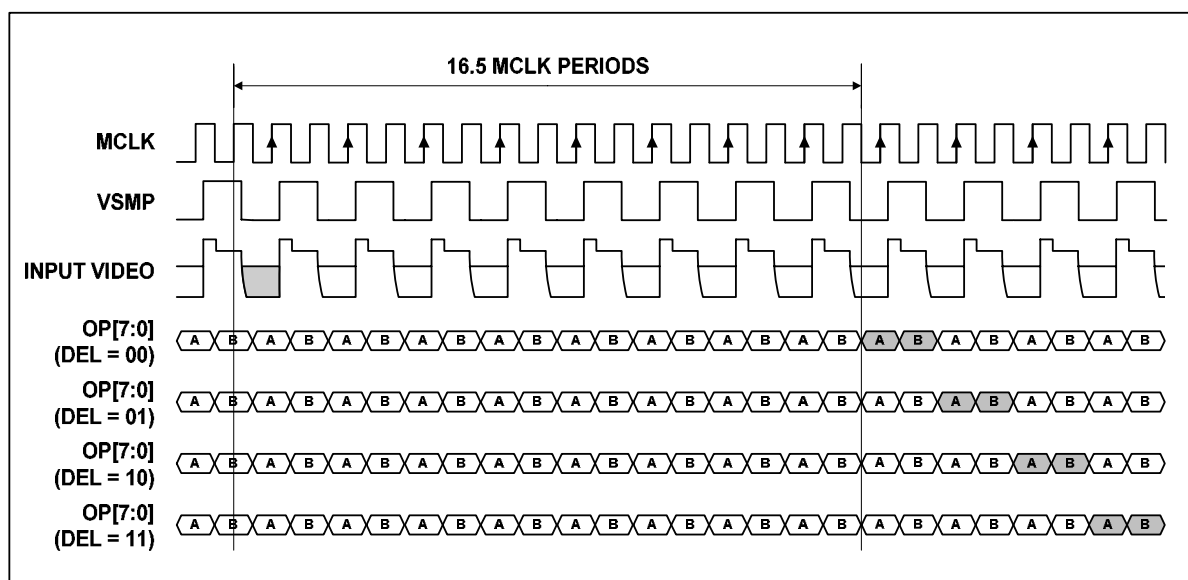 16.5 MCLK PERIODS
MCLK
VSMP
INPUT VIDEO
OP[7:0]
(DEL = 00)
A B A B A B A B A B A B A B A B A B A B A B A B A B
OP[7:0]
(DEL = 01)
A B A B A B A B A B A B A B A B A B A B A B A B A B
OP[7:0]
(DEL = 10)
A B A B A B A B A B A B A B A B A B A B A B A B A B
OP[7:0]
(DEL = 11)
A B A B A B A B A B A B A B A B A B A B A B A B A B